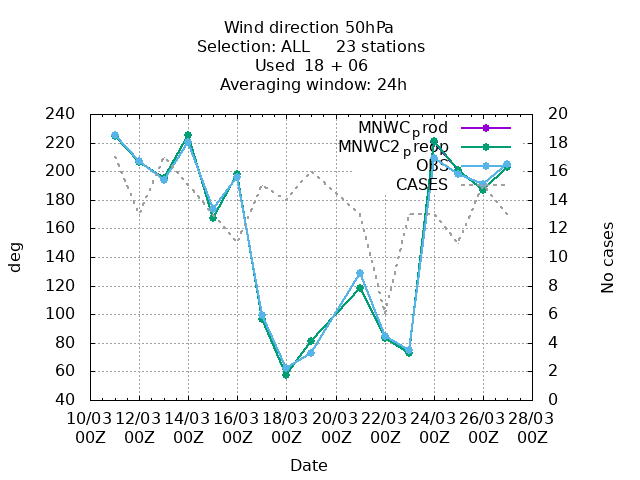 Wind direction 50hPa
Selection: ALL 23 stations
Used 18 + 06
Averaging window: 24h
240 220 200 180 160 140 120 100 80 60 40
20 18 16 14 12 10 8 6 4 2 0
deg
No cases
MNWCprod
MNWC2preop
OBS
CASES
10/03 12/03 14/03 16/03 18/03 20/03 22/03 24/03 26/03 28/03
00Z 00Z 00Z 00Z 00Z 00Z 00Z 00Z 00Z 00Z
Date